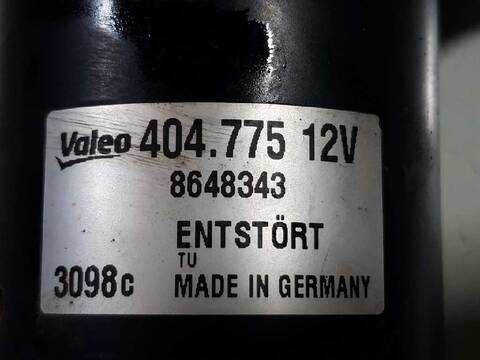 Valeo 404.775 12V
8648343
ENTSTÖRT
TU
3098c MADE IN GERMANY